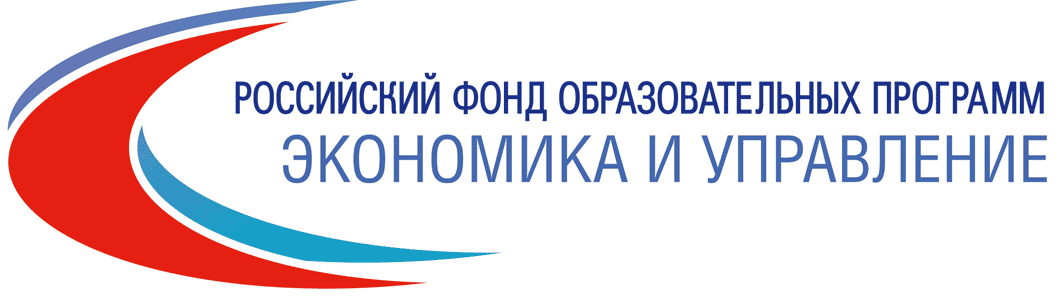 РОССИЙСКИЙ ФОНД ОБРАЗОВАТЕЛЬНЫХ ПРОГРАММ
ЭКОНОМИКА И УПРАВЛЕНИЕ